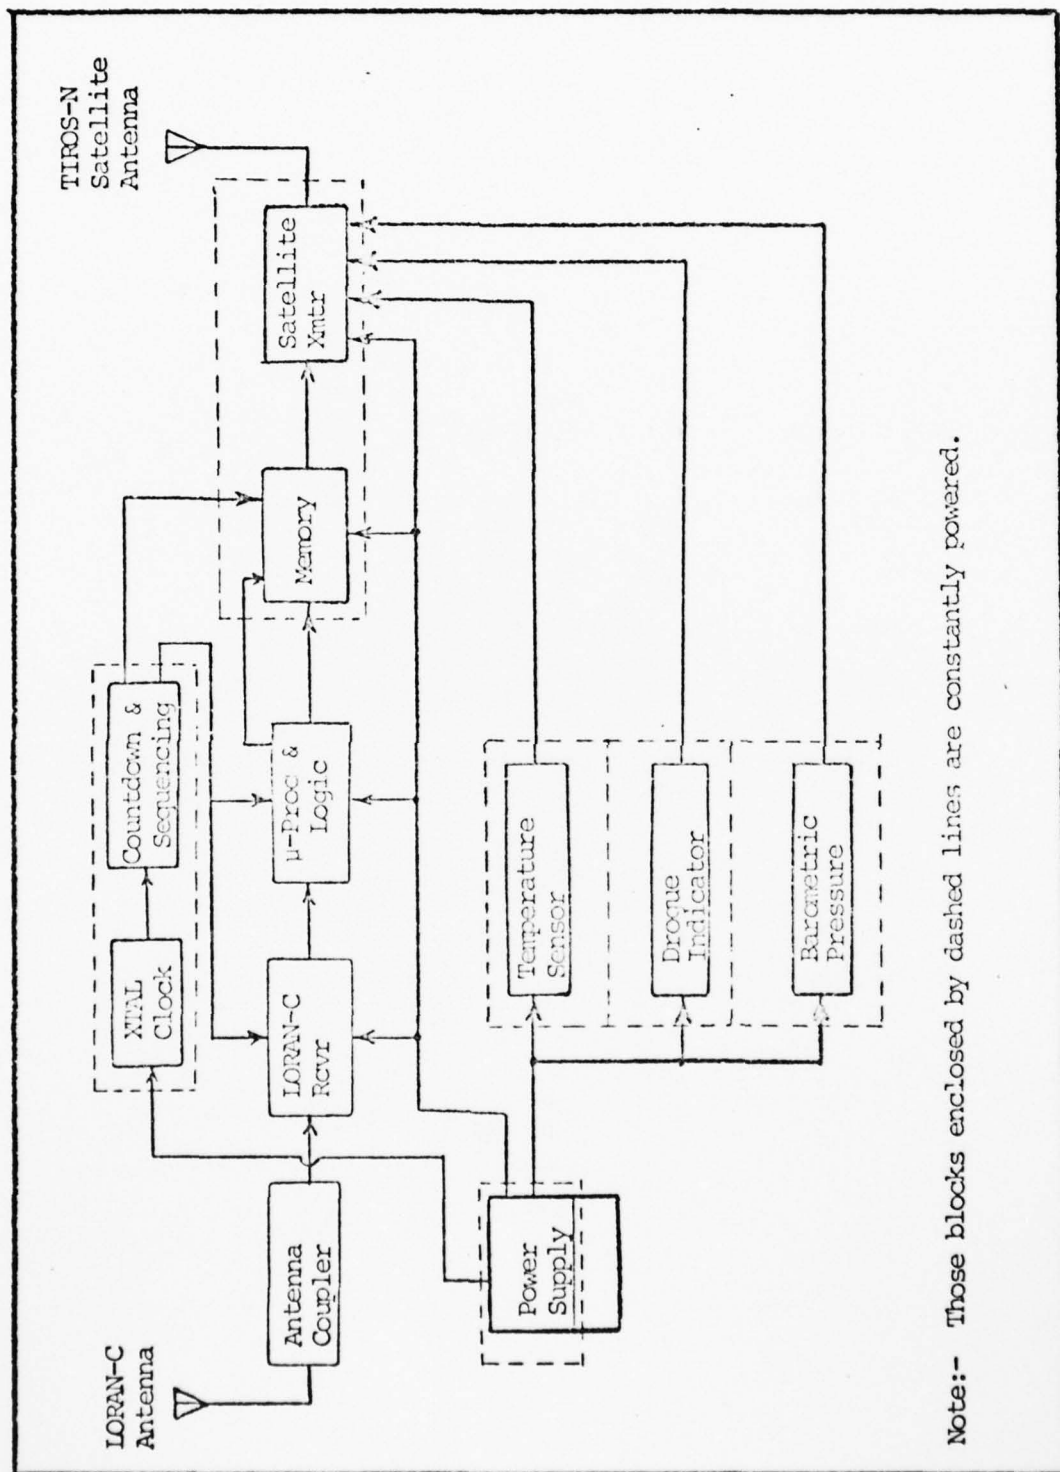 LORAN-C
Antenna
TIROS-N
Satellite
Antenna
XTAL
Clock
Countdown &
Sequencing
Antenna
Coupler
LORAN-C
Rcvr
μ-Proc &
Logic
Memory
Satellite
Xmtr
Power
Supply
Temperature
Sensor
Drogue
Indicator
Barometric
Pressure
Note:- Those blocks enclosed by dashed lines are constantly powered.